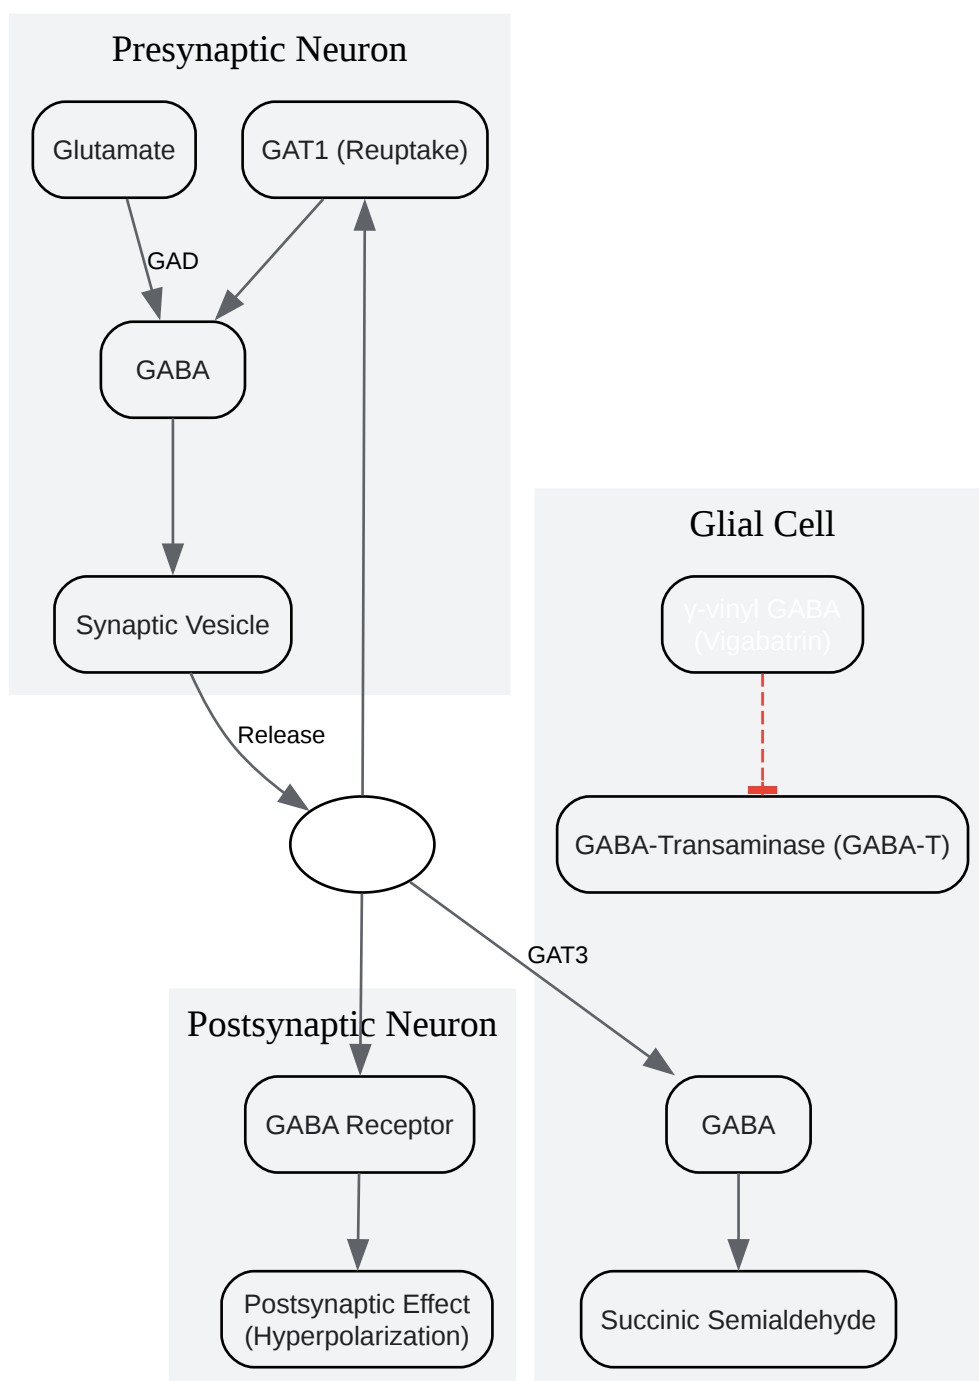 Presynaptic Neuron
Glutamate
GAT1 (Reuptake)
GAD
GABA
Synaptic Vesicle
Release
Glial Cell
γ-vinyl GABA
(Vigabatrin)
GABA-Transaminase (GABA-T)
GAT3
Postsynaptic Neuron
GABA Receptor
GABA
Postsynaptic Effect
(Hyperpolarization)
Succinic Semialdehyde